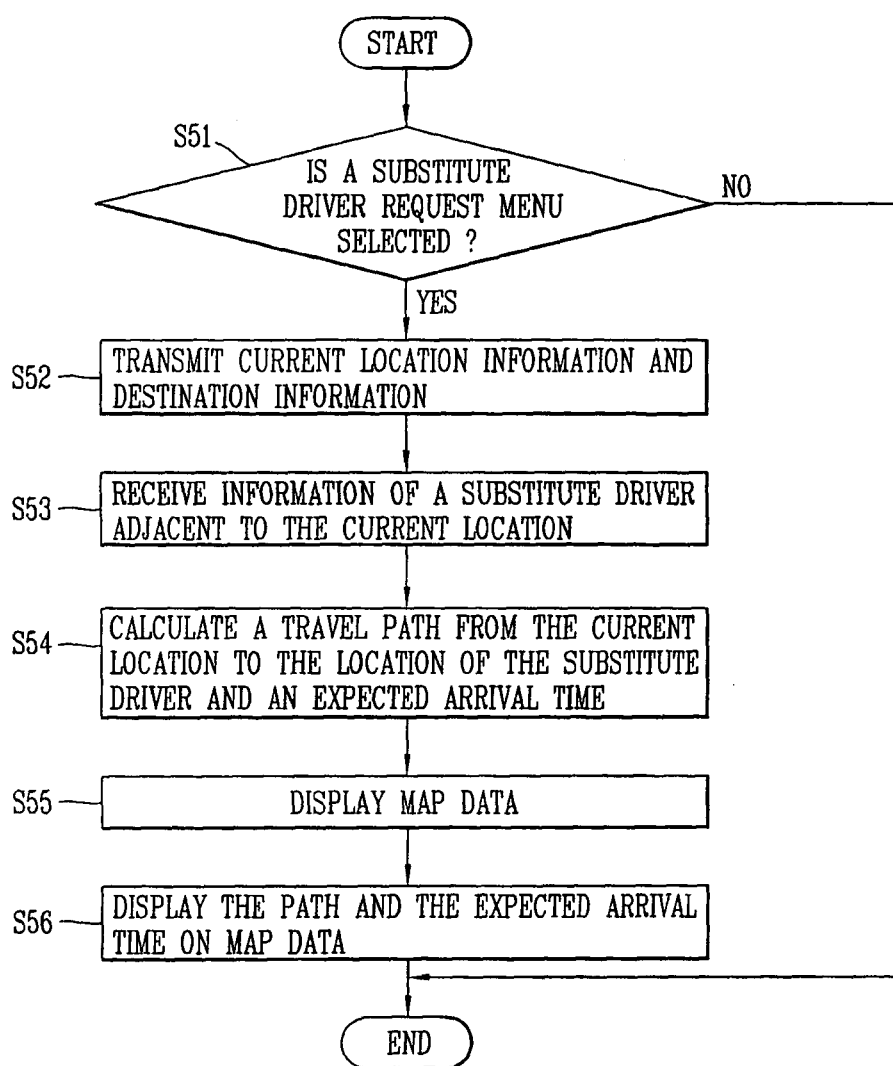 START
S51
IS A SUBSTITUTE
DRIVER REQUEST MENU
SELECTED ?
NO
YES
S52
TRANSMIT CURRENT LOCATION INFORMATION AND
DESTINATION INFORMATION
S53
RECEIVE INFORMATION OF A SUBSTITUTE DRIVER
ADJACENT TO THE CURRENT LOCATION
S54
CALCULATE A TRAVEL PATH FROM THE CURRENT
LOCATION TO THE LOCATION OF THE SUBSTITUTE
DRIVER AND AN EXPECTED ARRIVAL TIME
S55
DISPLAY MAP DATA
S56
DISPLAY THE PATH AND THE EXPECTED ARRIVAL
TIME ON MAP DATA
END